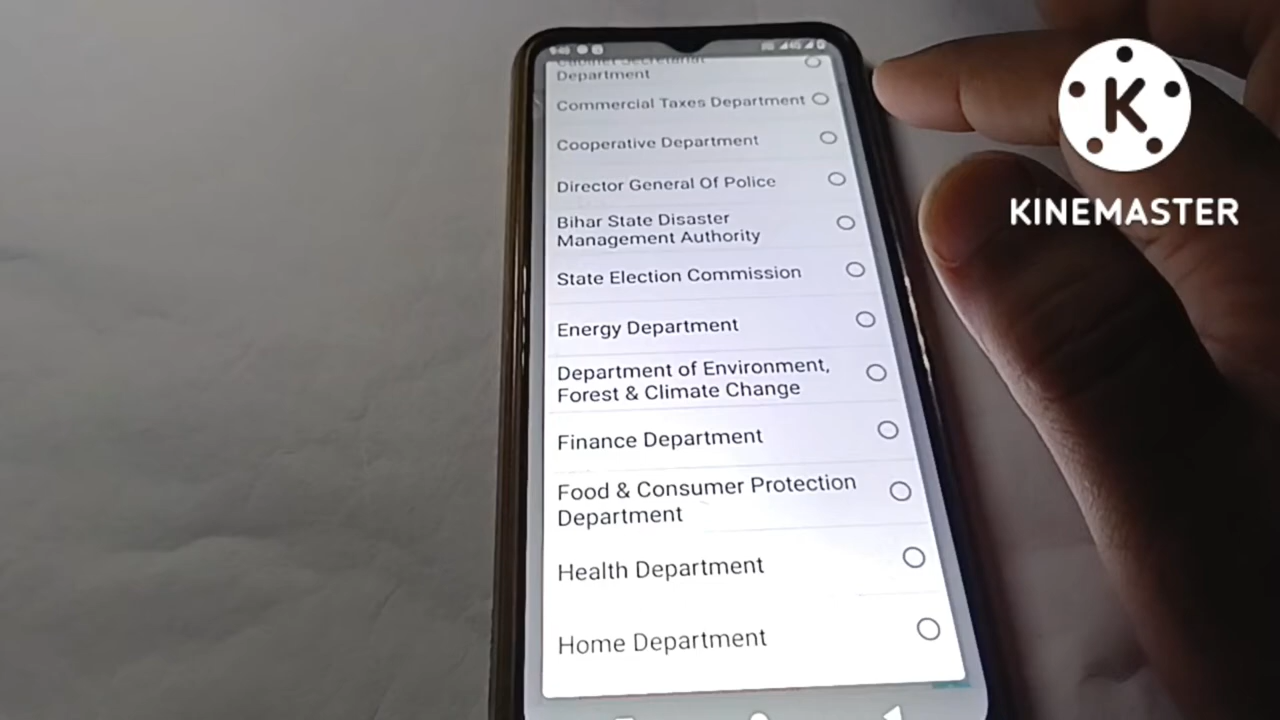 Cabinet Secretariat
Department
Commercial Taxes Department
Cooperative Department
Director General Of Police
Bihar State Disaster
Management Authority
State Election Commission
Energy Department
Department of Environment,
Forest & Climate Change
Finance Department
Food & Consumer Protection
Department
Health Department
Home Department
K
KINEMASTER